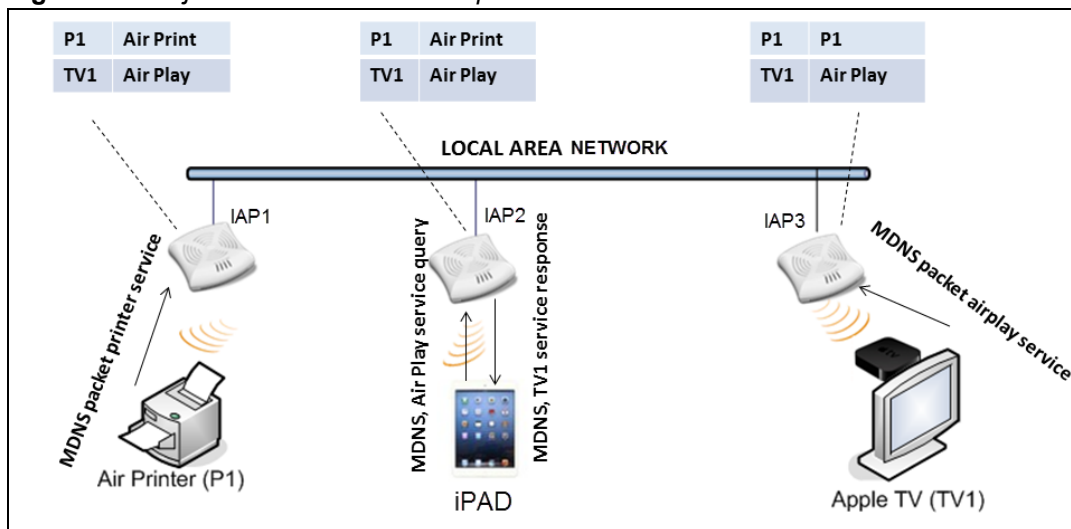 P1 Air Print
TV1 Air Play
P1 Air Print
TV1 Air Play
P1 P1
TV1 Air Play
LOCAL AREA NETWORK
IAP1
IAP2
IAP3
MDNS packet printer service
MDNS, Air Play service query
MDNS, TV1 service response
MDNS packet airplay service
tv
Air Printer (P1)
iPAD
Apple TV (TV1)